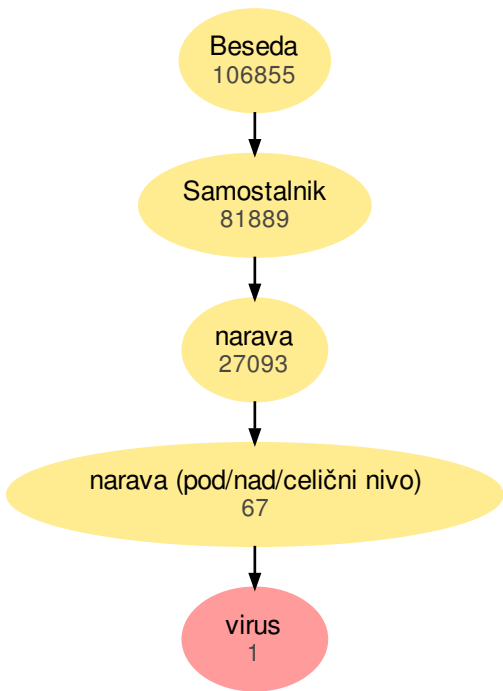 Beseda
106855
Samostalnik
81889
narava
27093
narava (pod/nad/celični nivo)
67
virus
1